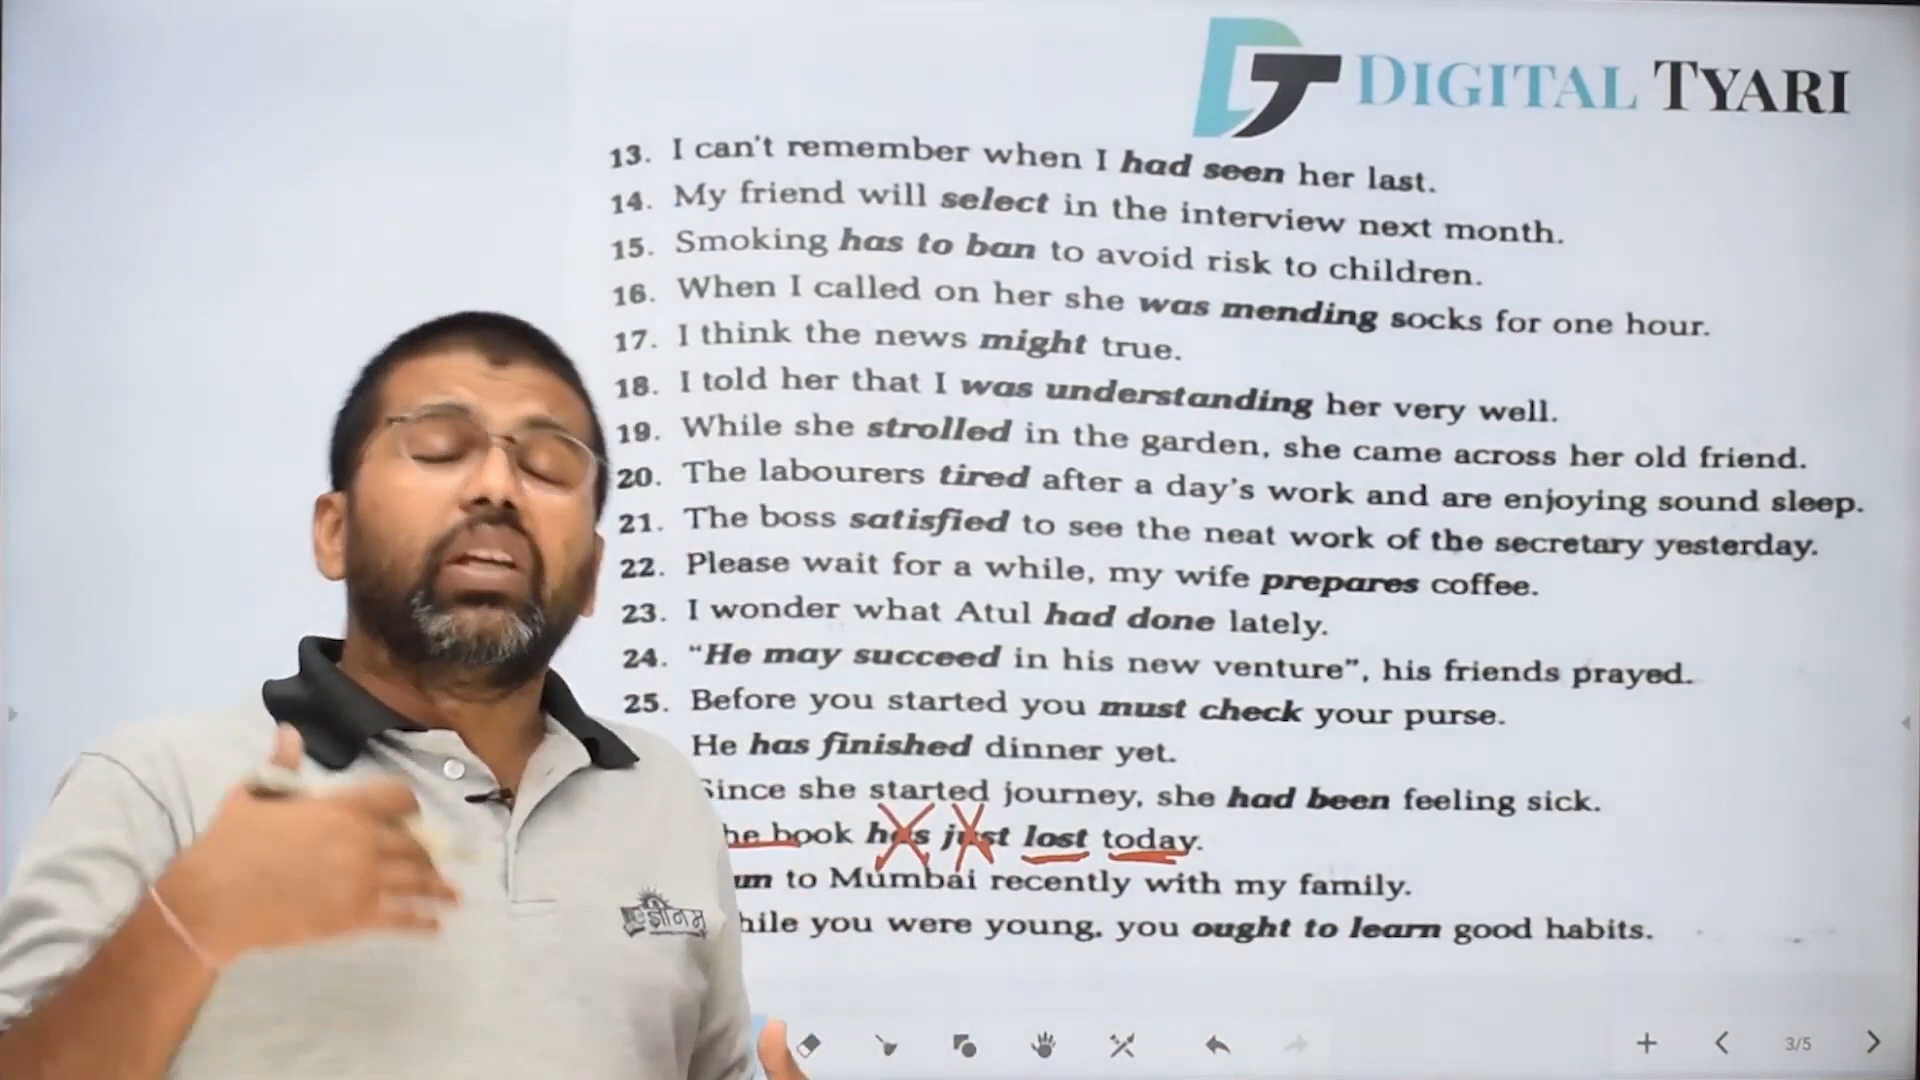 DT DIGITAL TYARI
13. I can't remember when I had seen her last.
14. My friend will select in the interview next month.
15. Smoking has to ban to avoid risk to children.
16. When I called on her she was mending socks for one hour.
17. I think the news might true.
18. I told her that I was understanding her very well.
19. While she strolled in the garden, she came across her old friend.
20. The labourers tired after a day's work and are enjoying sound sleep.
21. The boss satisfied to see the neat work of the secretary yesterday.
22. Please wait for a while, my wife prepares coffee.
23. I wonder what Atul had done lately.
24. "He may succeed in his new venture", his friends prayed.
25. Before you started you must check your purse.
He has finished dinner yet.
Since she started journey, she had been feeling sick.
he book has just lost today.
to Mumbai recently with my family.
hile you were young, you ought to learn good habits.
3/5